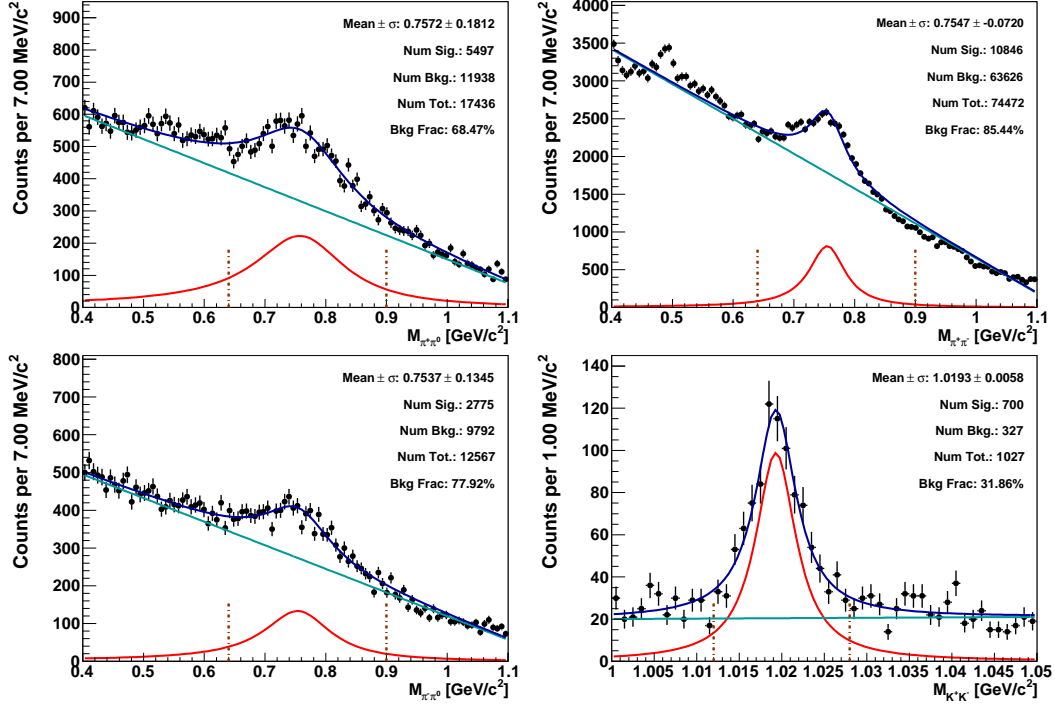 Counts per 7.00 MeV/c²
900
800
700
600
500
400
300
200
100
0
Mean ± σ: 0.7572 ± 0.1812
Num Sig.: 5497
Num Bkg.: 11938
Num Tot.: 17436
Bkg Frac: 68.47%
0.4 0.5 0.6 0.7 0.8 0.9 1 1.1
M_π⁺π⁰ [GeV/c²]
Counts per 7.00 MeV/c²
4000
3500
3000
2500
2000
1500
1000
500
0
Mean ± σ: 0.7547 ± -0.0720
Num Sig.: 10846
Num Bkg.: 63626
Num Tot.: 74472
Bkg Frac: 85.44%
0.4 0.5 0.6 0.7 0.8 0.9 1 1.1
M_π⁺π⁻ [GeV/c²]
Counts per 7.00 MeV/c²
800
700
600
500
400
300
200
100
0
Mean ± σ: 0.7537 ± 0.1345
Num Sig.: 2775
Num Bkg.: 9792
Num Tot.: 12567
Bkg Frac: 77.92%
0.4 0.5 0.6 0.7 0.8 0.9 1 1.1
M_π⁻π⁰ [GeV/c²]
Counts per 1.00 MeV/c²
140
120
100
80
60
40
20
0
Mean ± σ: 1.0193 ± 0.0058
Num Sig.: 700
Num Bkg.: 327
Num Tot.: 1027
Bkg Frac: 31.86%
1 1.005 1.01 1.015 1.02 1.025 1.03 1.035 1.04 1.045 1.05
M_K⁺K⁻ [GeV/c²]